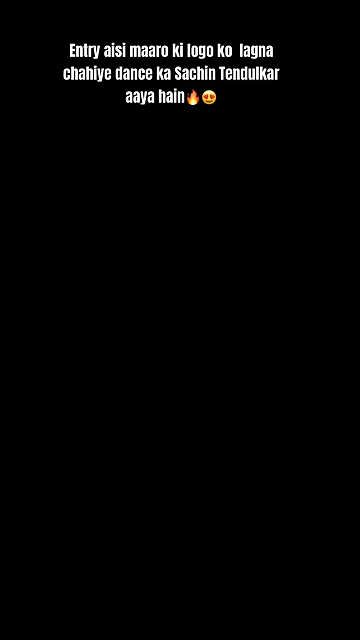 Entry aisi maaro ki logo ko  lagna
chahiye dance ka Sachin Tendulkar
aaya hain🔥😍